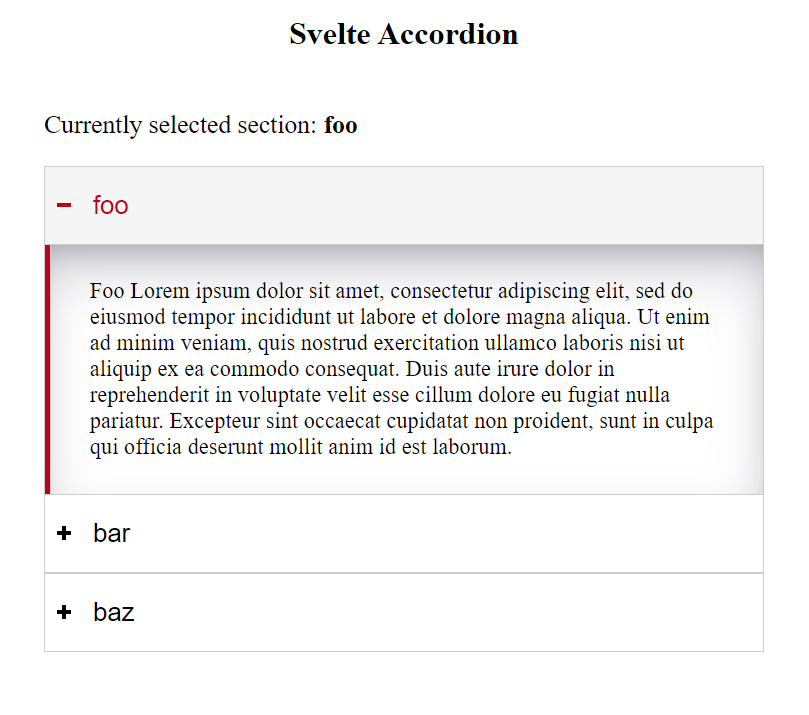 Svelte Accordion
Currently selected section: foo
foo
Foo Lorem ipsum dolor sit amet, consectetur adipiscing elit, sed do
eiusmod tempor incididunt ut labore et dolore magna aliqua. Ut enim
ad minim veniam, quis nostrud exercitation ullamco laboris nisi ut
aliquip ex ea commodo consequat. Duis aute irure dolor in
reprehenderit in voluptate velit esse cillum dolore eu fugiat nulla
pariatur. Excepteur sint occaecat cupidatat non proident, sunt in culpa
qui officia deserunt mollit anim id est laborum.
bar
baz